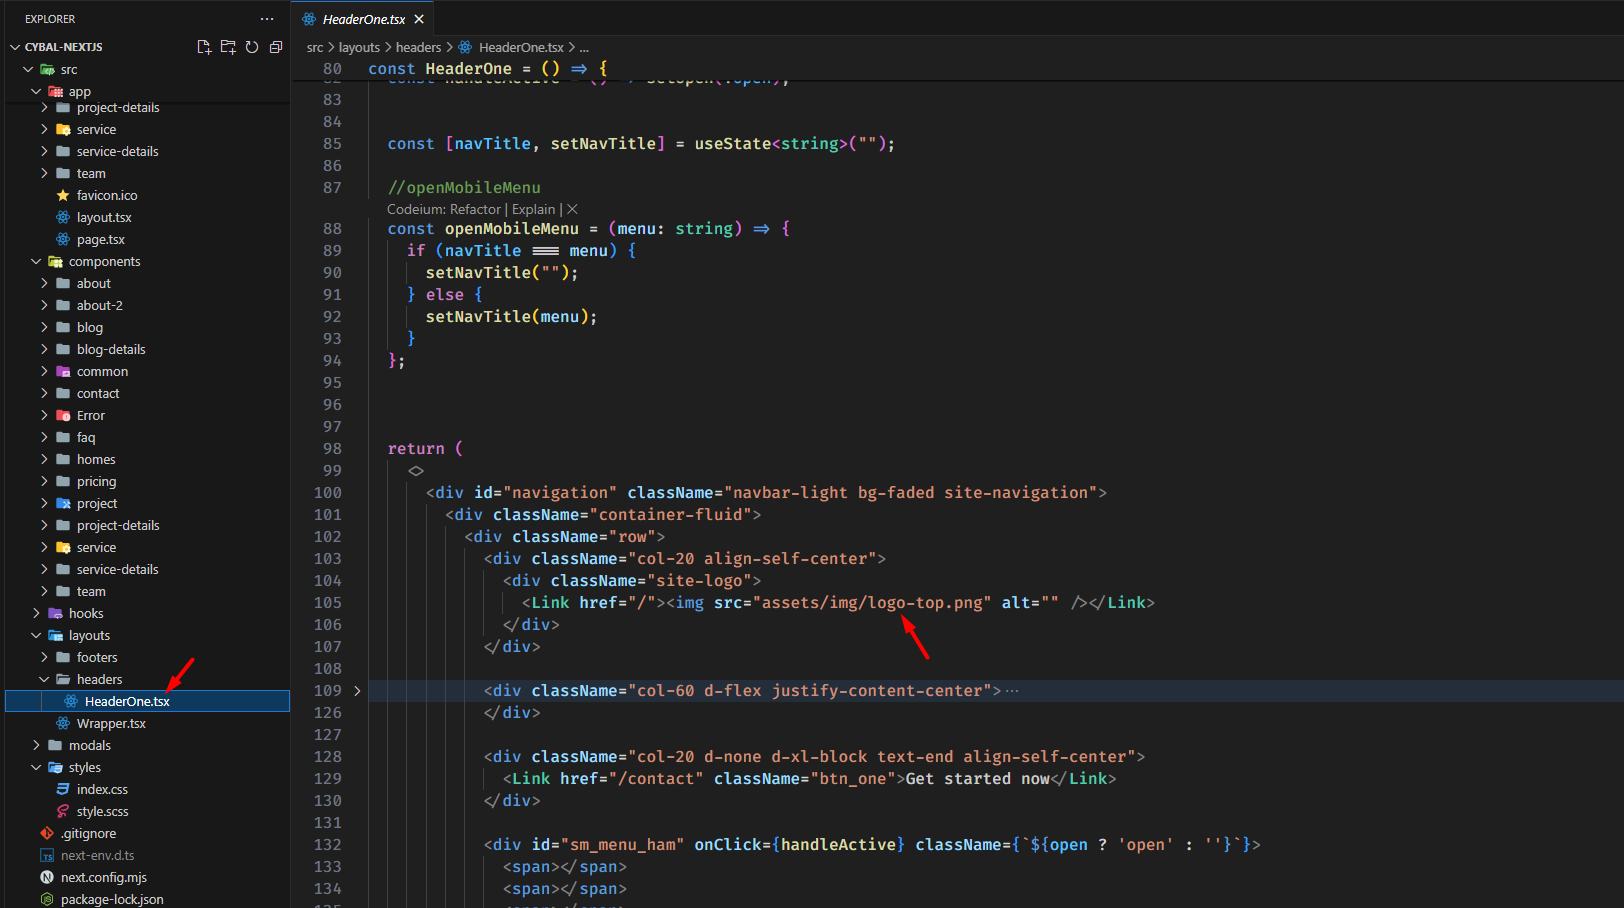 EXPLORER
CYBAL-NEXTJS
src
app
project-details
service
service-details
team
favicon.ico
layout.tsx
page.tsx
components
about
about-2
blog
blog-details
common
contact
Error
faq
homes
pricing
project
project-details
service
service-details
team
hooks
layouts
footers
headers
HeaderOne.tsx
Wrapper.tsx
modals
styles
index.css
style.scss
.gitignore
next-env.d.ts
next.config.mjs
package-lock.json
HeaderOne.tsx
src > layouts > headers > HeaderOne.tsx > ...
80 const HeaderOne = () => {
82 const handleActive = () => setOpen(!open);
83
84
85 const [navTitle, setNavTitle] = useState<string>("");
86
87 //openMobileMenu
Codeium: Refactor | Explain | ×
88 const openMobileMenu = (menu: string) => {
89 if (navTitle === menu) {
90 setNavTitle("");
91 } else {
92 setNavTitle(menu);
93 }
94 };
95
96
97
98 return (
99 <>
100 <div id="navigation" className="navbar-light bg-faded site-navigation">
101 <div className="container-fluid">
102 <div className="row">
103 <div className="col-20 align-self-center">
104 <div className="site-logo">
105 <Link href="/"><img src="assets/img/logo-top.png" alt="" /></Link>
106 </div>
107 </div>
108
109 <div className="col-60 d-flex justify-content-center">···
126 </div>
127
128 <div className="col-20 d-none d-xl-block text-end align-self-center">
129 <Link href="/contact" className="btn_one">Get started now</Link>
130 </div>
131
132 <div id="sm_menu_ham" onClick={handleActive} className={`${open ? 'open' : ''}`}>
133 <span></span>
134 <span></span>